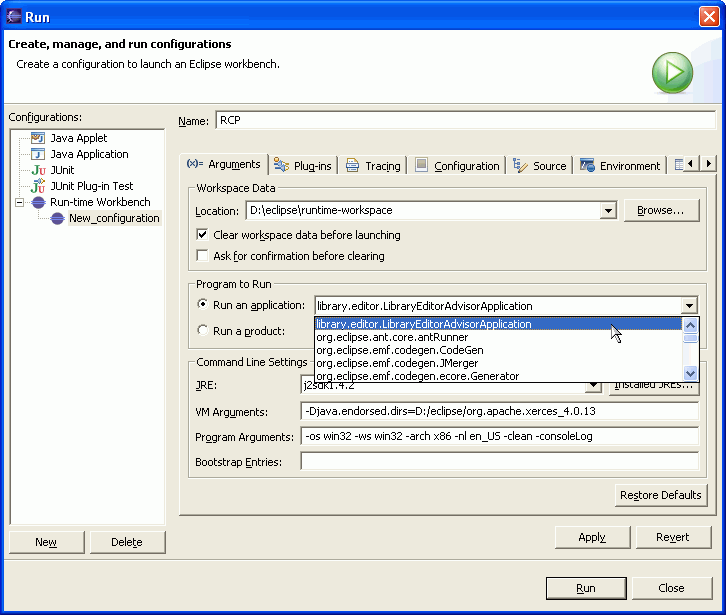 Run
Create, manage, and run configurations
Create a configuration to launch an Eclipse workbench.
Configurations:
Java Applet
Java Application
JUnit
JUnit Plug-in Test
Run-time Workbench
New_configuration
New
Delete
Name: RCP
(x)= Arguments Plug-ins Tracing Configuration Source Environment
Workspace Data
Location: D:\eclipse\runtime-workspace Browse...
Clear workspace data before launching
Ask for confirmation before clearing
Program to Run
Run an application: library.editor.LibraryEditorAdvisorApplication
library.editor.LibraryEditorAdvisorApplication
Run a product:
org.eclipse.ant.core.antRunner
org.eclipse.emf.codegen.CodeGen
org.eclipse.emf.codegen.JMerger
org.eclipse.emf.codegen.ecore.Generator
Command Line Settings
JRE: j2sdk1.4.2 Installed JREs...
VM Arguments: -Djava.endorsed.dirs=D:/eclipse/org.apache.xerces_4.0.13
Program Arguments: -os win32 -ws win32 -arch x86 -nl en_US -clean -consoleLog
Bootstrap Entries:
Restore Defaults
Apply Revert
Run Close